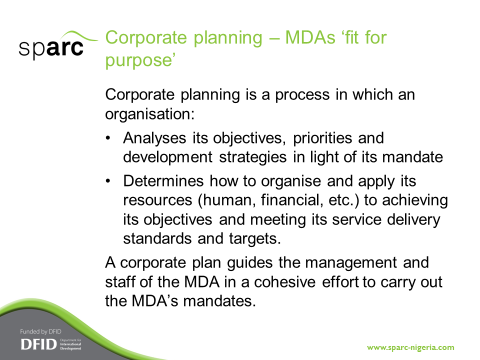 sparc
Corporate planning – MDAs ‘fit for
purpose’
Corporate planning is a process in which an
organisation:
• Analyses its objectives, priorities and
development strategies in light of its mandate
• Determines how to organise and apply its
resources (human, financial, etc.) to achieving
its objectives and meeting its service delivery
standards and targets.
A corporate plan guides the management and
staff of the MDA in a cohesive effort to carry out
the MDA’s mandates.
Funded by DFID
DFID Department for
International
Development
www.sparc-nigeria.com